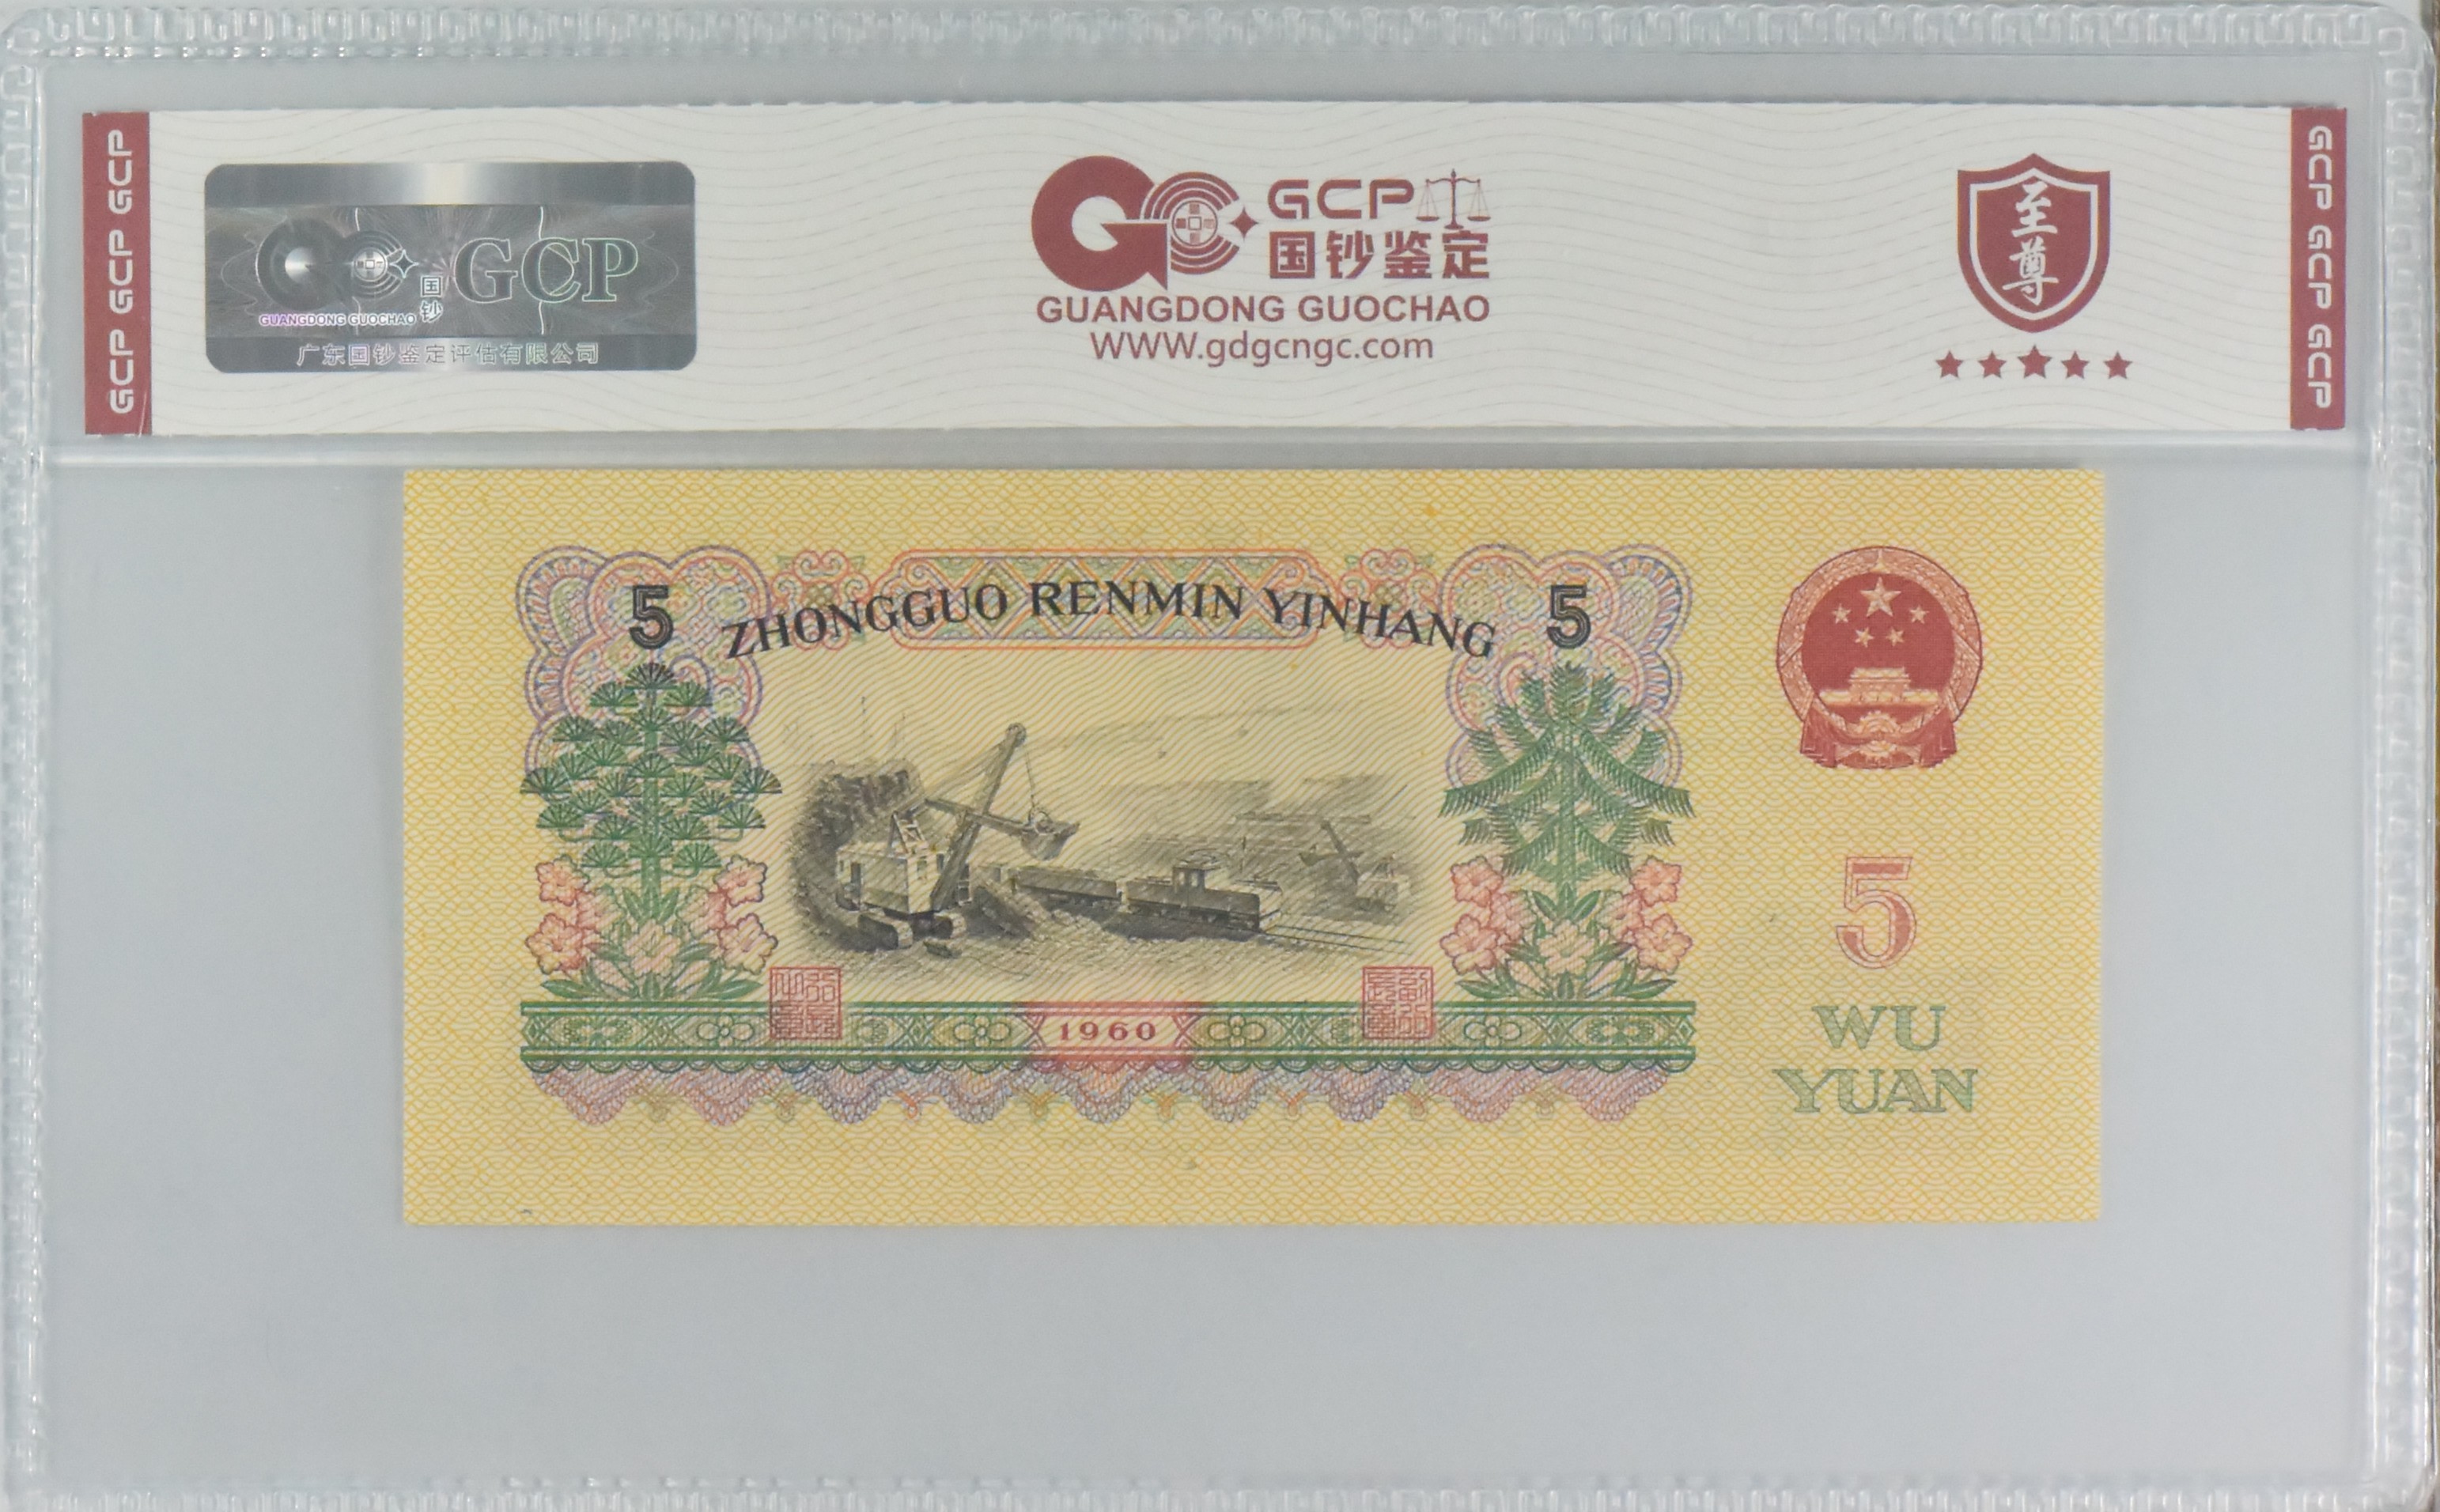 GCP GCP GCP
国钞
GCP
GUANGDONG GUOCHAO
广东国钞鉴定评估有限公司
GCP
国钞鉴定
GUANGDONG GUOCHAO
WWW.gdgcngc.com
至尊
GCP GCP GCP
5 ZHONGGUO RENMIN YINHANG 5
1960
5
WU
YUAN